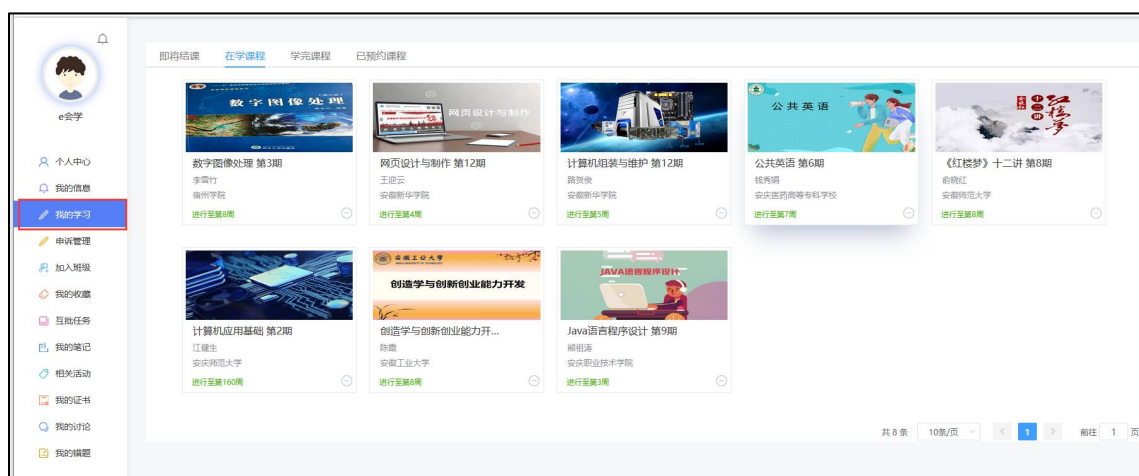 e会学
个人中心
我的信息
我的学习
申诉管理
加入班级
我的收藏
互批任务
我的笔记
相关活动
我的证书
我的讨论
我的错题
即将结课 在学课程 学完课程 已预约课程
数字图像处理
数字图像处理 第3期
李雪竹
宿州学院
进行至第8周
网页设计与制作
网页设计与制作 第12期
王迎云
安徽新华学院
进行至第4周
计算机组装与维护 第12期
路贺俊
安徽新华学院
进行至第5周
公共英语
公共英语 第6期
钱秀娟
安庆医药高等专科学校
进行至第7周
红楼梦
十二讲
《红楼梦》十二讲 第8期
俞晓红
安徽师范大学
进行至第8周
计算机应用基础 第2期
江健生
安庆师范大学
进行至第160周
安徽工业大学
创造学与创新创业能力开发
创造学与创新创业能力开...
陈霞
安徽工业大学
进行至第8周
JAVA语言程序设计
Java语言程序设计 第9期
郝祖涛
安庆职业技术学院
进行至第3周
共 8 条 10条/页 < 1 > 前往 1 页